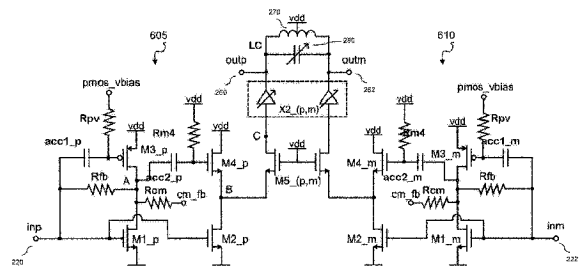 270
vdd
605
LC
280
610
outp
outm
pmos_vbias
260
262
pmos_vbias
vdd
X2_(p,m)
vdd
Rpv
vdd
vdd
vdd
Rpv
acc1_p
M3_p
Rm4
C
vdd
Rm4
M3_m
acc1_m
M4_p
M4_m
acc2_p
acc2_m
Rfb
A
M5_(p,m)
Rfb
Rcm
cm_fb
B
cm_fb
Rcm
inp
M1_p
M2_p
M2_m
M1_m
inm
220
222